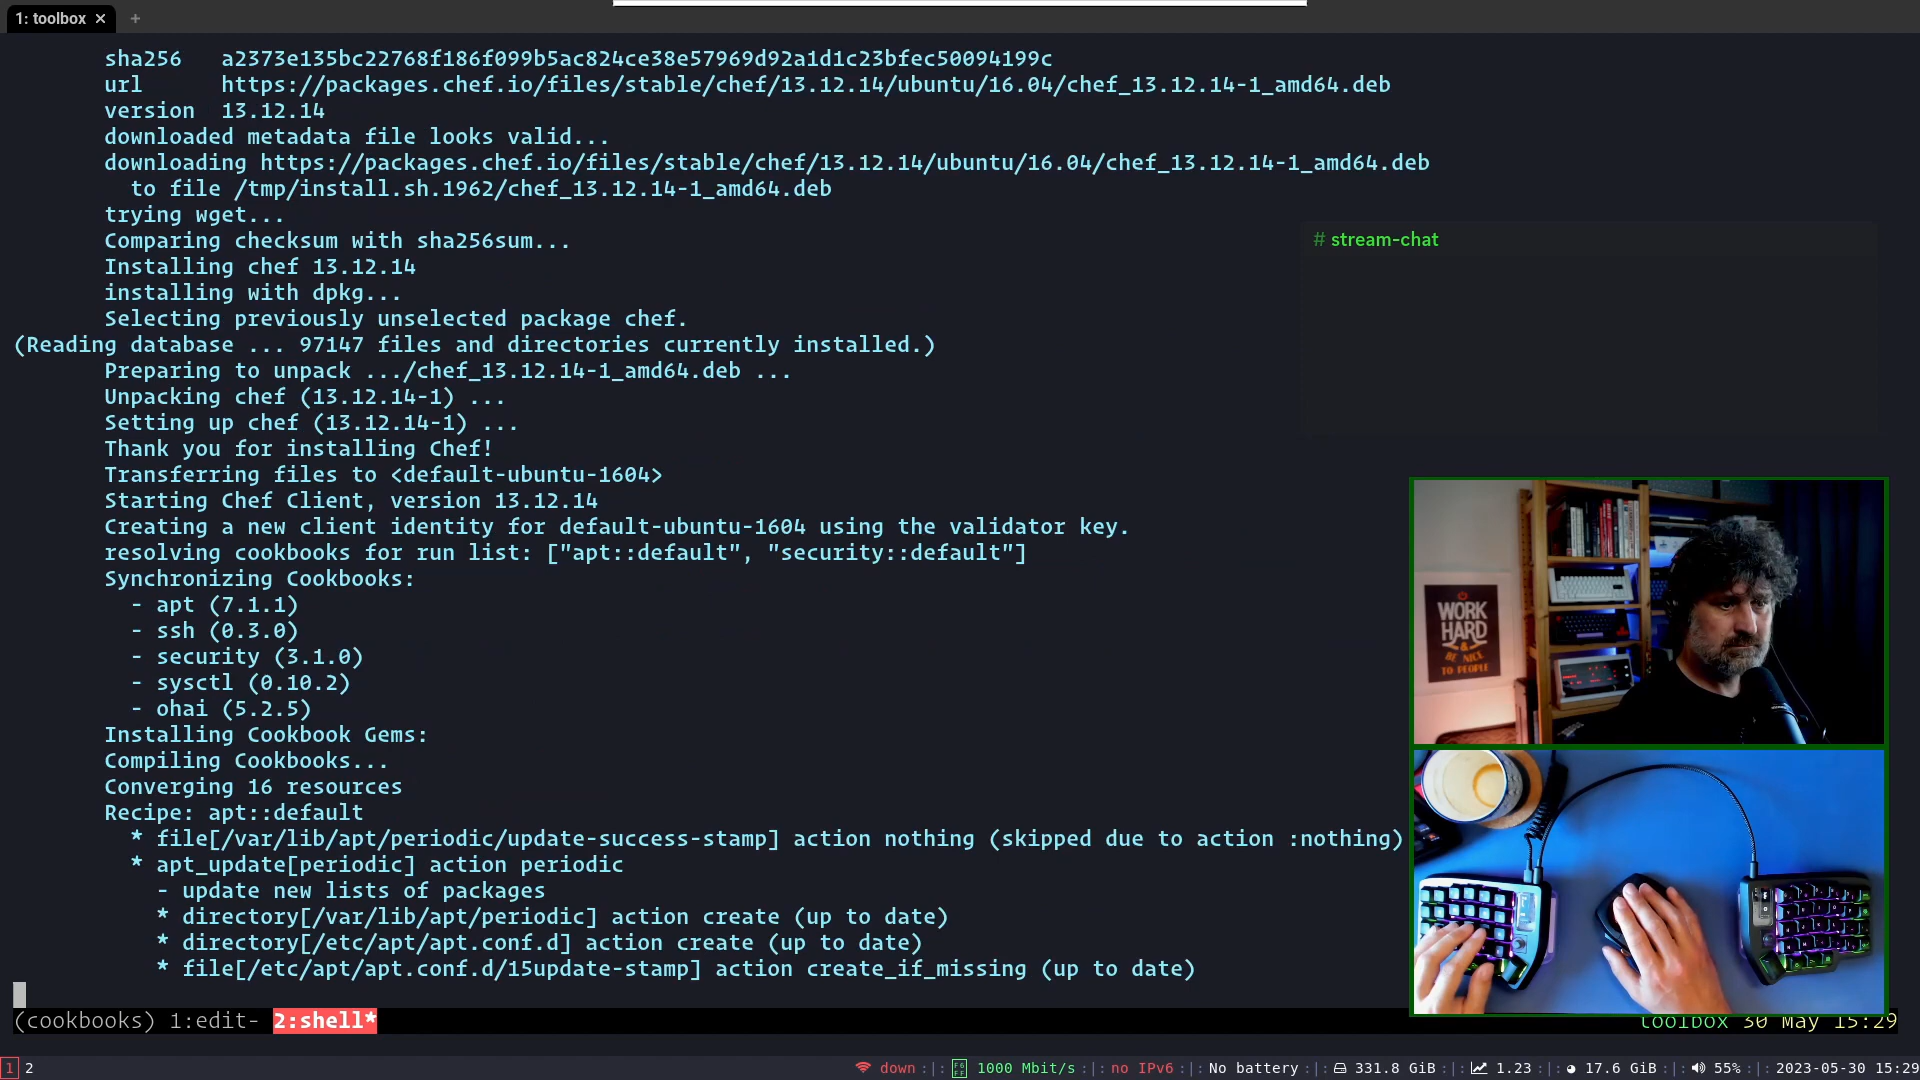 1: toolbox ✕ +
sha256 a2373e135bc22768f186f099b5ac824ce38e57969d92a1d1c23bfec50094199c
url https://packages.chef.io/files/stable/chef/13.12.14/ubuntu/16.04/chef_13.12.14-1_amd64.deb
version 13.12.14
downloaded metadata file looks valid...
downloading https://packages.chef.io/files/stable/chef/13.12.14/ubuntu/16.04/chef_13.12.14-1_amd64.deb
to file /tmp/install.sh.1962/chef_13.12.14-1_amd64.deb
trying wget...
Comparing checksum with sha256sum...
# stream-chat
Installing chef 13.12.14
installing with dpkg...
Selecting previously unselected package chef.
(Reading database ... 97147 files and directories currently installed.)
Preparing to unpack .../chef_13.12.14-1_amd64.deb ...
Unpacking chef (13.12.14-1) ...
Setting up chef (13.12.14-1) ...
Thank you for installing Chef!
Transferring files to <default-ubuntu-1604>
Starting Chef Client, version 13.12.14
Creating a new client identity for default-ubuntu-1604 using the validator key.
resolving cookbooks for run list: ["apt::default", "security::default"]
Synchronizing Cookbooks:
- apt (7.1.1)
- ssh (0.3.0)
- security (3.1.0)
- sysctl (0.10.2)
- ohai (5.2.5)
Installing Cookbook Gems:
Compiling Cookbooks...
Converging 16 resources
Recipe: apt::default
* file[/var/lib/apt/periodic/update-success-stamp] action nothing (skipped due to action :nothing)
* apt_update[periodic] action periodic
- update new lists of packages
* directory[/var/lib/apt/periodic] action create (up to date)
* directory[/etc/apt/apt.conf.d] action create (up to date)
* file[/etc/apt/apt.conf.d/15update-stamp] action create_if_missing (up to date)
WORK
HARD
&
BE NICE
TO PEOPLE
(cookbooks) 1:edit- 2:shell* toolbox 30 May 15:29
1 2 down :|: 1000 Mbit/s :|: no IPv6 :|: No battery :|: 331.8 GiB :|: 1.23 :|: 17.6 GiB :|: 55% :|: 2023-05-30 15:29